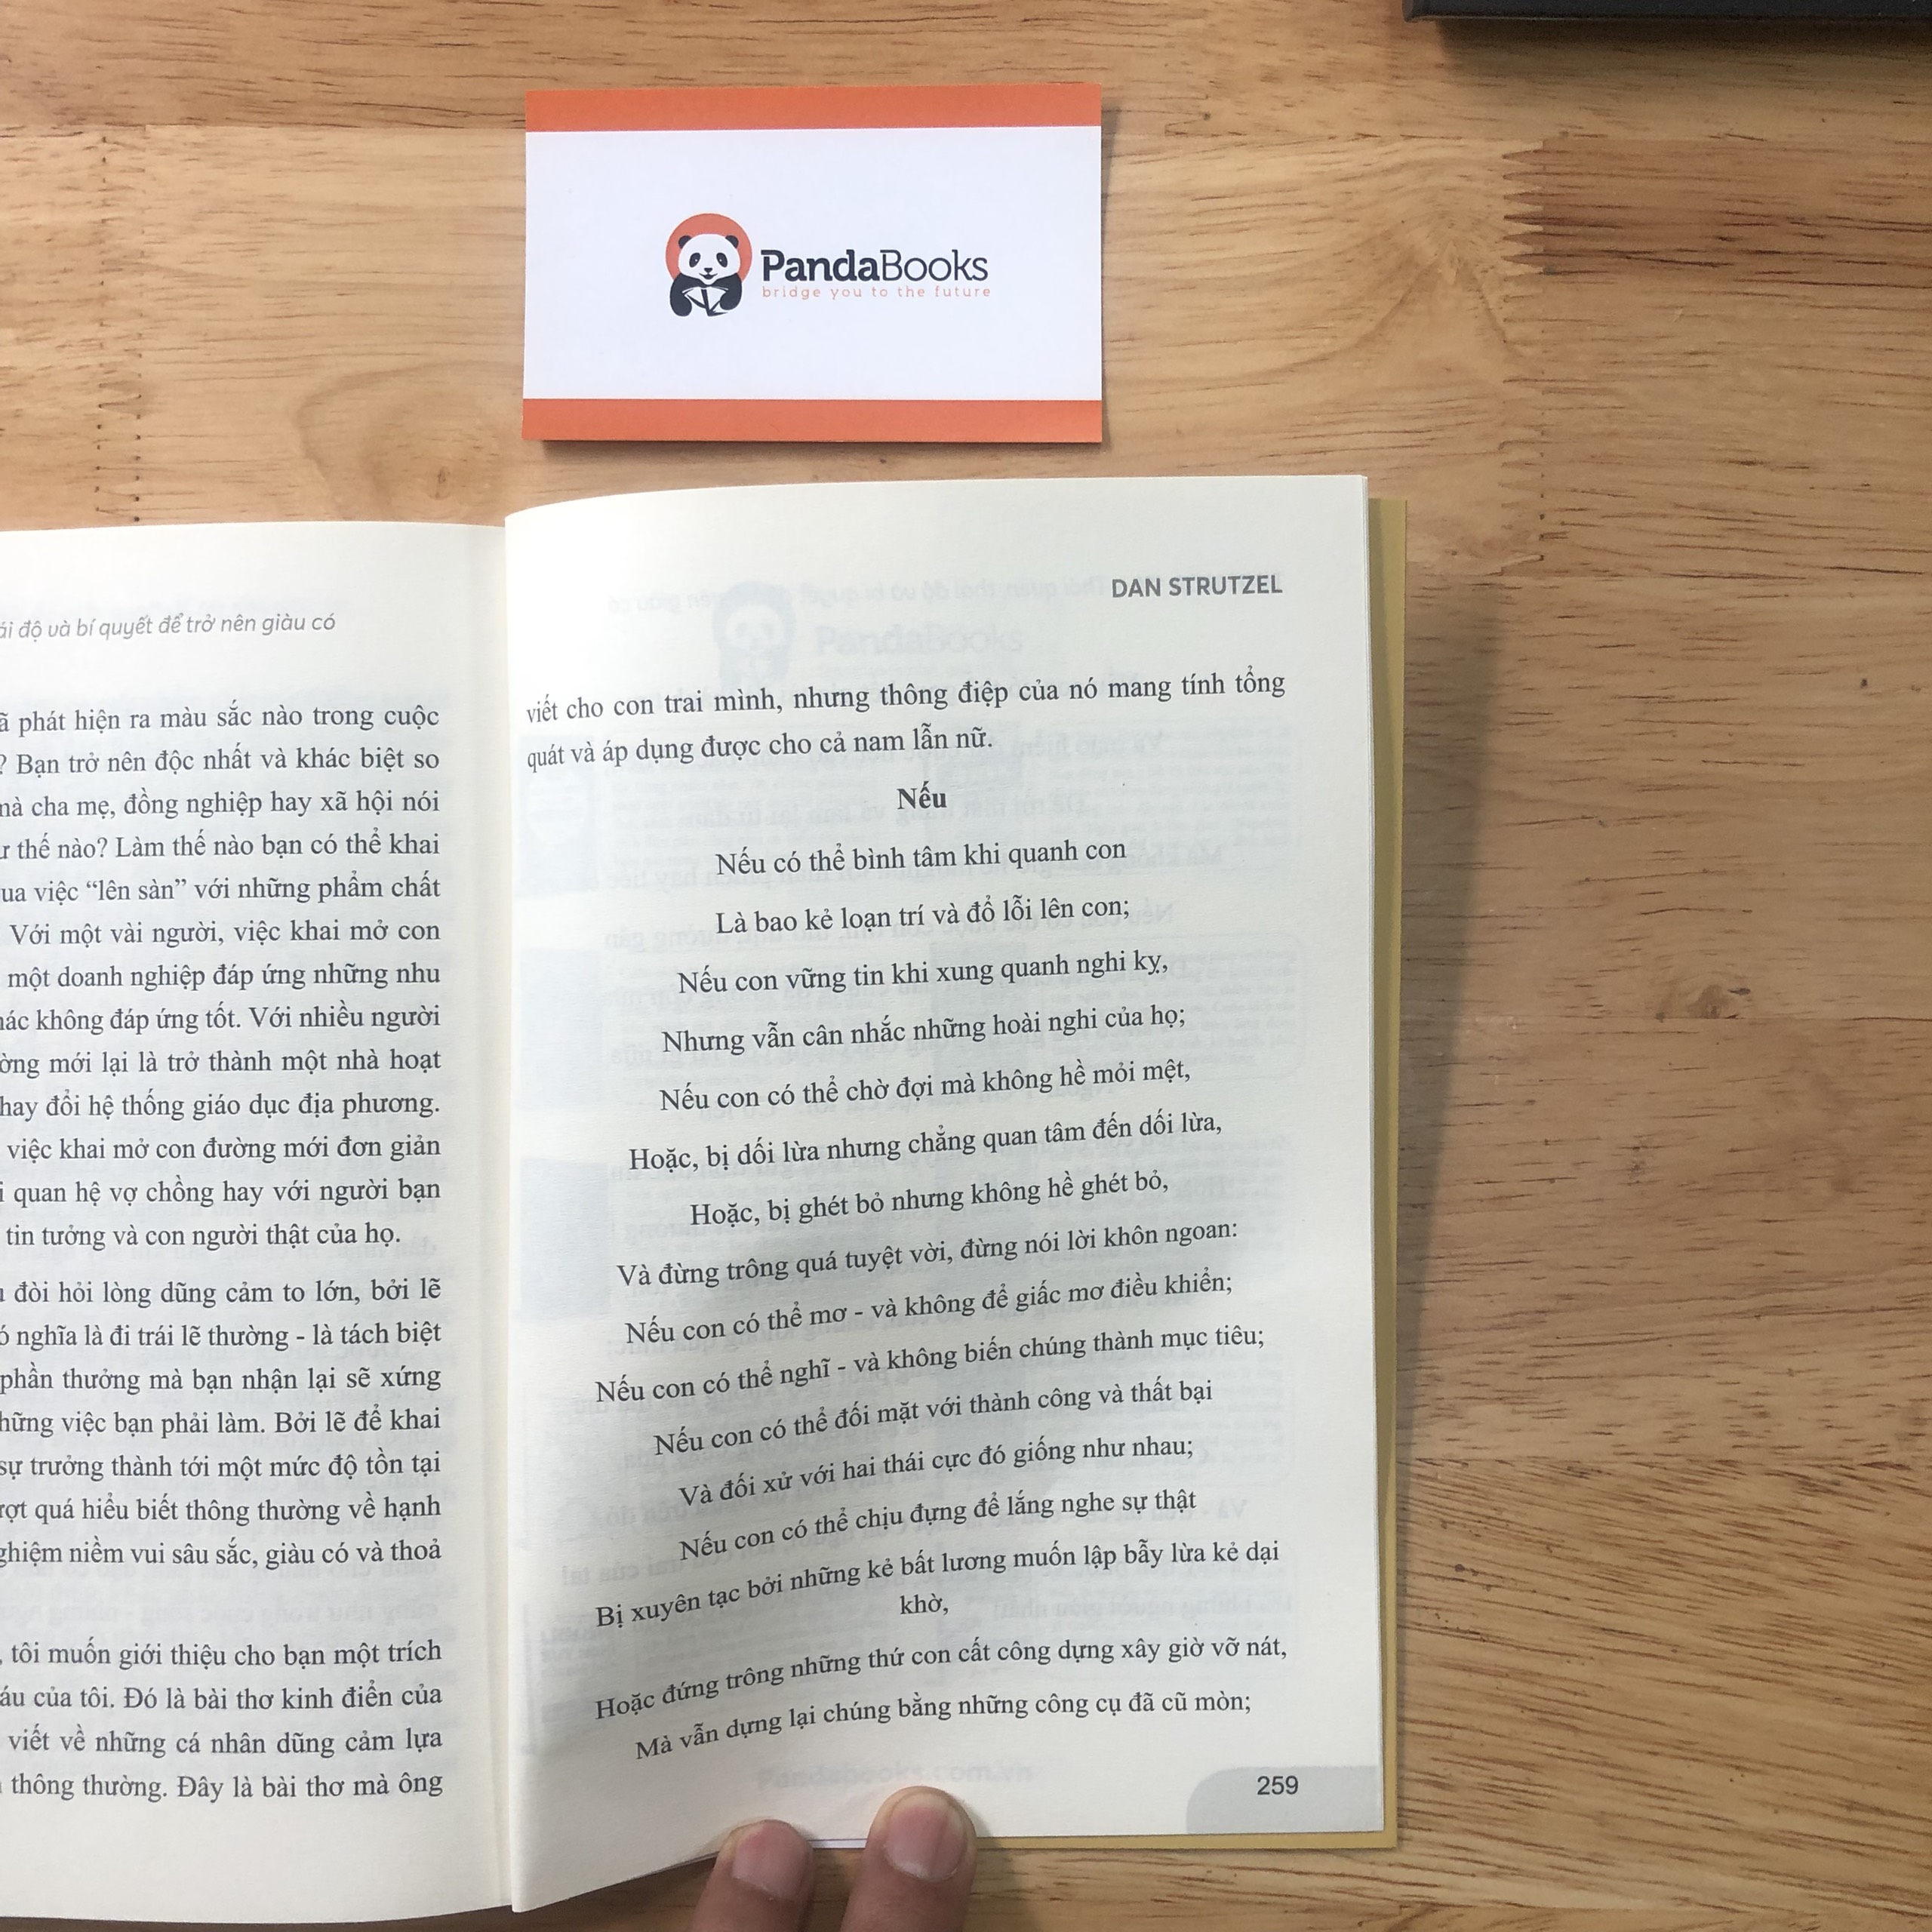 PandaBooks
bridge you to the future
độ và bí quyết để trở nên giàu có
phát hiện ra màu sắc nào trong cuộc
? Bạn trở nên độc nhất và khác biệt so
cha mẹ, đồng nghiệp hay xã hội nói
thế nào? Làm thế nào bạn có thể khai
việc “lên sàn” với những phẩm chất
Với một vài người, việc khai mở con
một doanh nghiệp đáp ứng những nhu
không đáp ứng tốt. Với nhiều người
mới lại là trở thành một nhà hoạt
đổi hệ thống giáo dục địa phương.
việc khai mở con đường mới đơn giản
quan hệ vợ chồng hay với người bạn
tin tưởng và con người thật của họ.
đòi hỏi lòng dũng cảm to lớn, bởi lẽ
nghĩa là đi trái lẽ thường - là tách biệt
phần thưởng mà bạn nhận lại sẽ xứng
việc bạn phải làm. Bởi lẽ để khai
sự trưởng thành tới một mức độ tồn tại
quá hiểu biết thông thường về hạnh
niềm vui sâu sắc, giàu có và thoả
, tôi muốn giới thiệu cho bạn một trích
của tôi. Đó là bài thơ kinh điển của
viết về những cá nhân dũng cảm lựa
thông thường. Đây là bài thơ mà ông
DAN STRUTZEL
viết cho con trai mình, nhưng thông điệp của nó mang tính tổng
quát và áp dụng được cho cả nam lẫn nữ.
Nếu
Nếu có thể bình tâm khi quanh con
Là bao kẻ loạn trí và đổ lỗi lên con;
Nếu con vững tin khi xung quanh nghi kỵ,
Nhưng vẫn cân nhắc những hoài nghi của họ;
Nếu con có thể chờ đợi mà không hề mỏi mệt,
Hoặc, bị dối lừa nhưng chẳng quan tâm đến dối lừa,
Hoặc, bị ghét bỏ nhưng không hề ghét bỏ,
Và đừng trông quá tuyệt vời, đừng nói lời khôn ngoan:
Nếu con có thể mơ - và không để giấc mơ điều khiển;
Nếu con có thể nghĩ - và không biến chúng thành mục tiêu;
Nếu con có thể đối mặt với thành công và thất bại
Và đối xử với hai thái cực đó giống như nhau;
Nếu con có thể chịu đựng để lắng nghe sự thật
Bị xuyên tạc bởi những kẻ bất lương muốn lập bẫy lừa kẻ dại
khờ,
Hoặc đứng trông những thứ con cất công dựng xây giờ vỡ nát,
Mà vẫn dựng lại chúng bằng những công cụ đã cũ mòn;
259